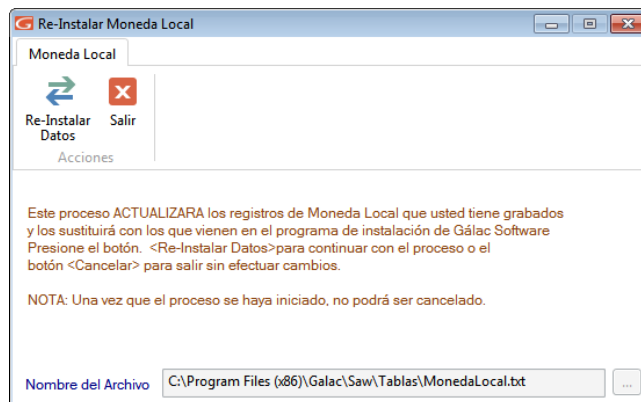 Re-Instalar Moneda Local
Moneda Local
Re-Instalar
Datos
Salir
Acciones
Este proceso ACTUALIZARA los registros de Moneda Local que usted tiene grabados
y los sustituirá con los que vienen en el programa de instalación de Gálac Software
Presione el botón. <Re-Instalar Datos>para continuar con el proceso o el
botón <Cancelar> para salir sin efectuar cambios.
NOTA: Una vez que el proceso se haya iniciado, no podrá ser cancelado.
Nombre del Archivo C:\Program Files (x86)\Galac\Saw\Tablas\MonedaLocal.txt ...